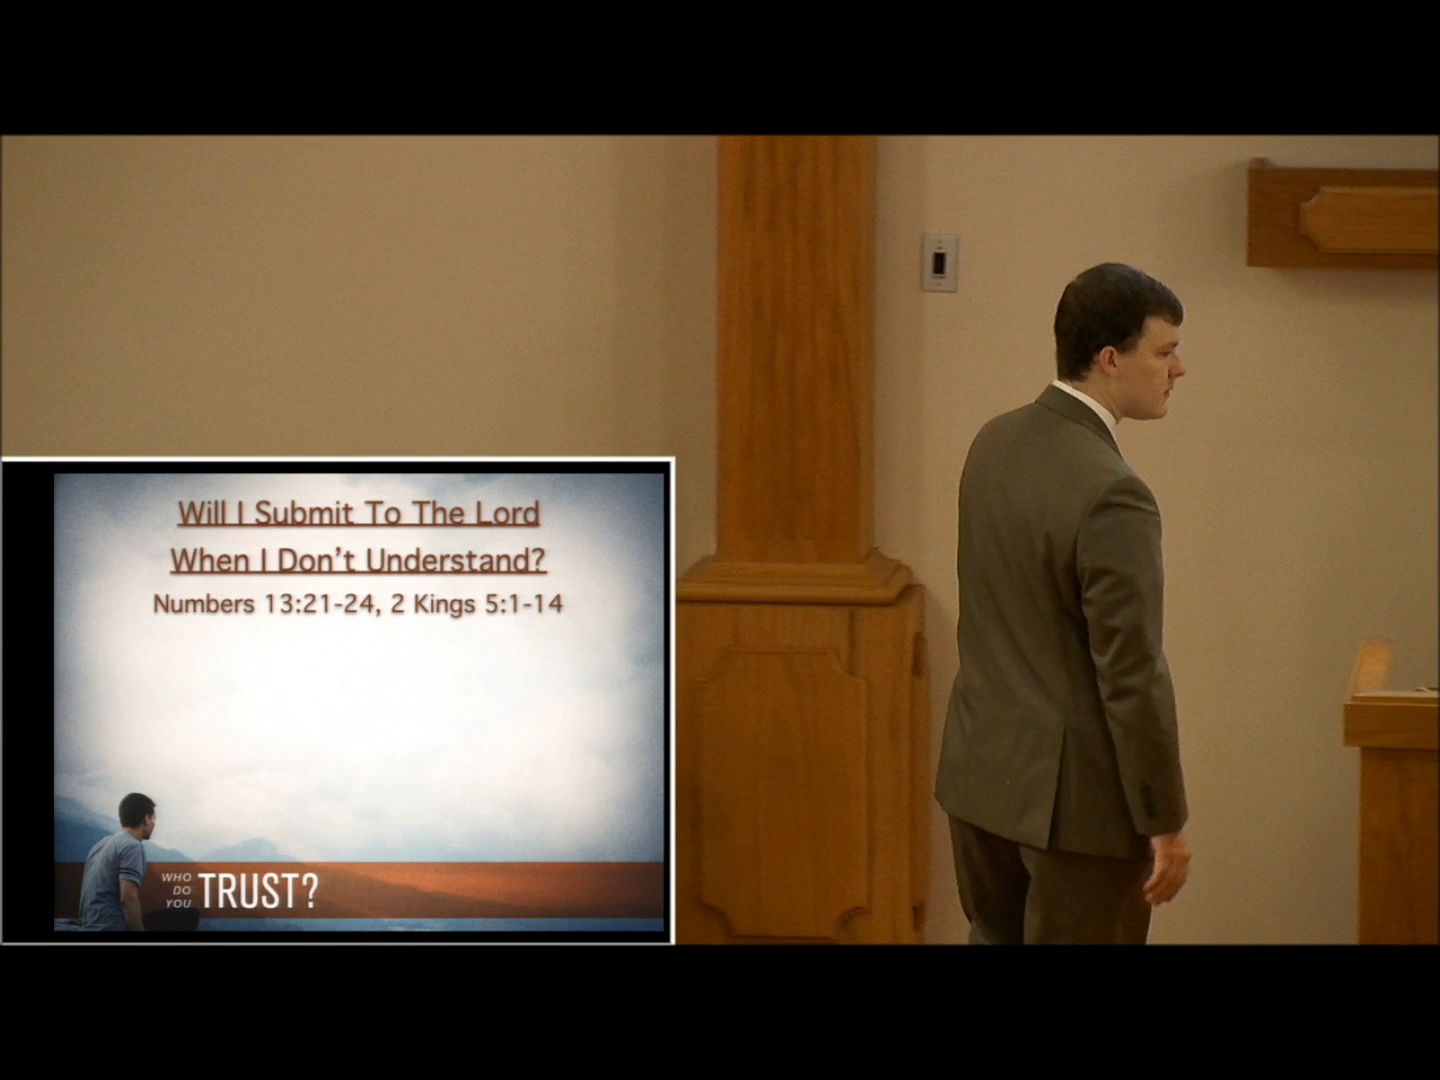 Will I Submit To The Lord
When I Don't Understand?
Numbers 13:21-24, 2 Kings 5:1-14
WHO
DO
YOU
TRUST?